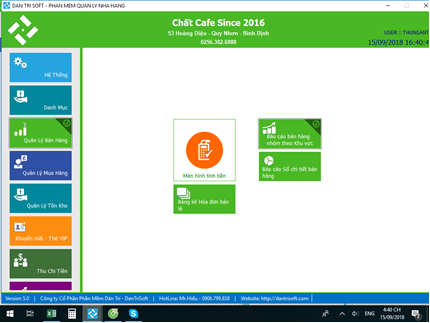 DAN TRI SOFT - PHAN MEM QUAN LY NHA HANG
Chất Cafe Since 2016
53 Hoàng Diệu - Quy Nhơn - Bình Định
0256.382.6888
USER : THUNGAN
15/09/2018 16:40:4
Hệ Thống
Danh Mục
Quản Lý Bán Hàng
Quản Lý Mua Hàng
Quản Lý Tồn Kho
Khuyến mãi - Thẻ VIP
Thu Chi Tiền
Màn hình tính tiền
Bảng kê Hóa đơn bán
lẻ
Báo cáo bán hàng
nhóm theo Khu vực
Báo cáo Sổ chi tiết bán
hàng
Version 5.0 | Công ty Cổ Phần Phần Mềm Dân Trí - DanTriSoft | HotLine: Mr.Hiếu - 0906.799.838 | Website: http://dantrisoft.com
ENG
4:40 CH
15/09/2018